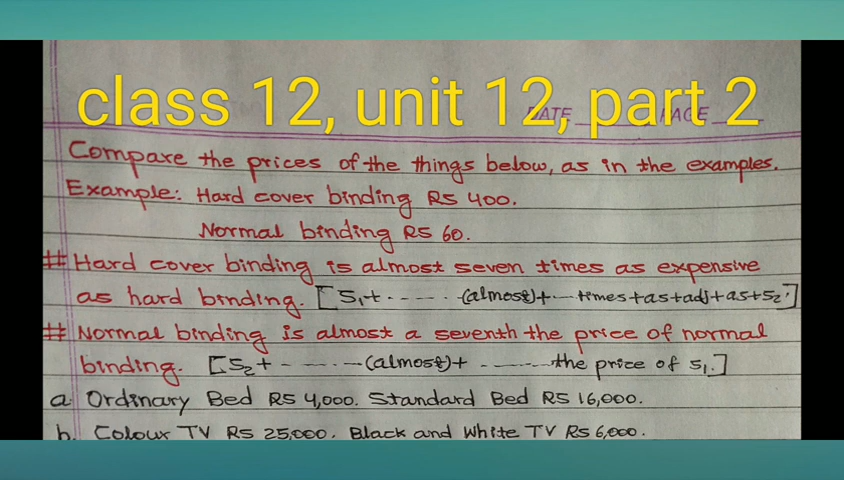 class 12, unit 12, part 2
DATE PAGE
Compare the prices of the things below, as in the examples.
Example: Hard cover binding RS 400.
Normal binding RS 60.
# Hard cover binding is almost seven times as expensive
as hard binding. [S1+ ------ (almost)+---times+as+adj+as+S2.]
# Normal binding is almost a seventh the price of normal
binding. [S2+ ------ (almost)+ ------ the price of S1.]
a. Ordinary Bed RS 4,000. Standard Bed RS 16,000.
b. Colour TV RS 25,000. Black and White TV RS 6,000.